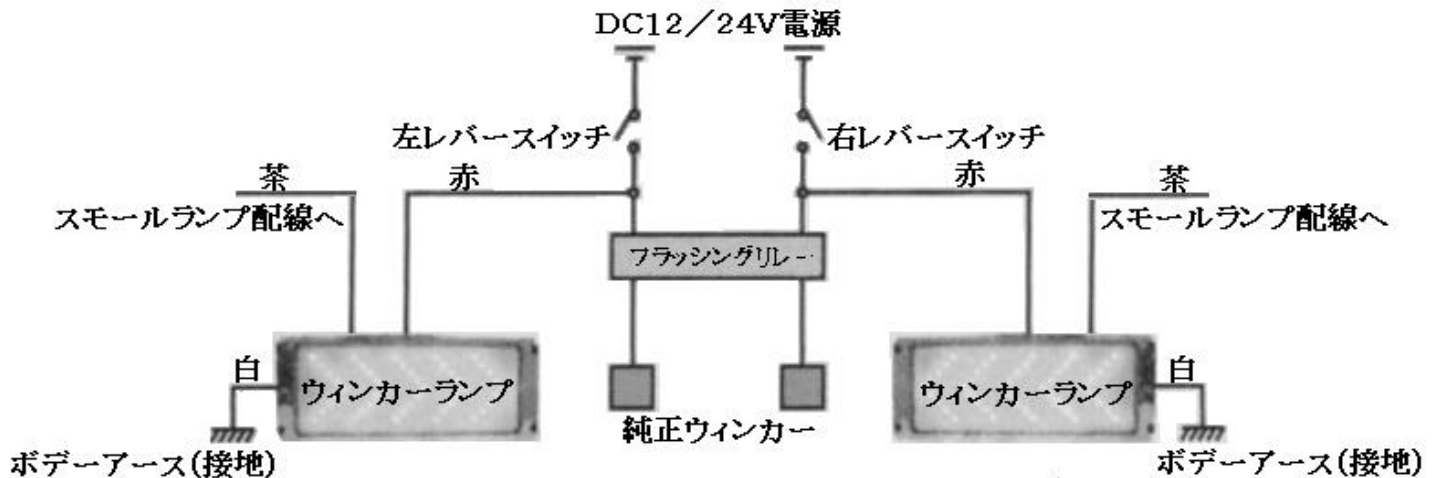 DC12／24V電源
左レバースイッチ
右レバースイッチ
茶
赤
赤
茶
スモールランプ配線へ
スモールランプ配線へ
フラッシングリレー
白
ウィンカーランプ
ウィンカーランプ
白
純正ウィンカー
ボデーアース(接地)
ボデーアース(接地)